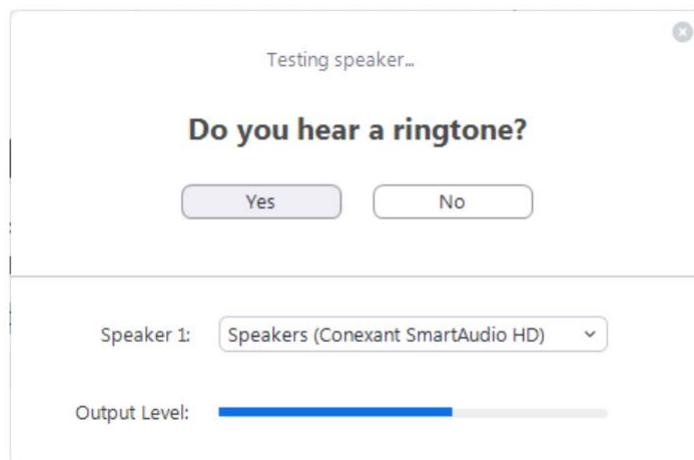 Testing speaker...
Do you hear a ringtone?
Yes No
Speaker 1: Speakers (Conexant SmartAudio HD)
Output Level: